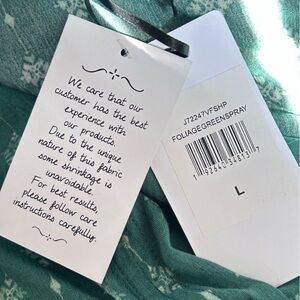 We care that our
customer has the best
experience with
our products.
Due to the unique
nature of this fabric
some shrinkage is
unavoidable.
For best results,
please follow care
instructions carefully.
J72247VFSHP
FOLIAGEGREENSPRAY
L